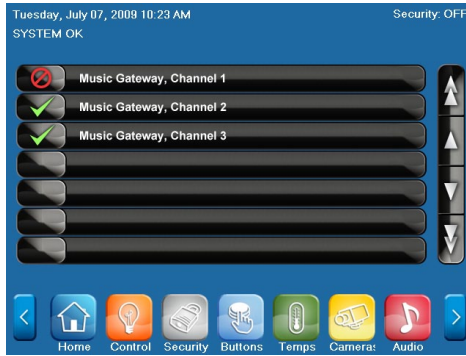 Tuesday, July 07, 2009 10:23 AM Security: OFF
SYSTEM OK
Music Gateway, Channel 1
Music Gateway, Channel 2
Music Gateway, Channel 3
Home Control Security Buttons Temps Cameras Audio